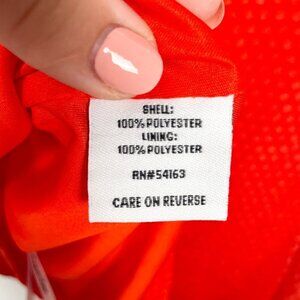 SHELL:
100% POLYESTER
LINING:
100% POLYESTER
RN#54163
CARE ON REVERSE